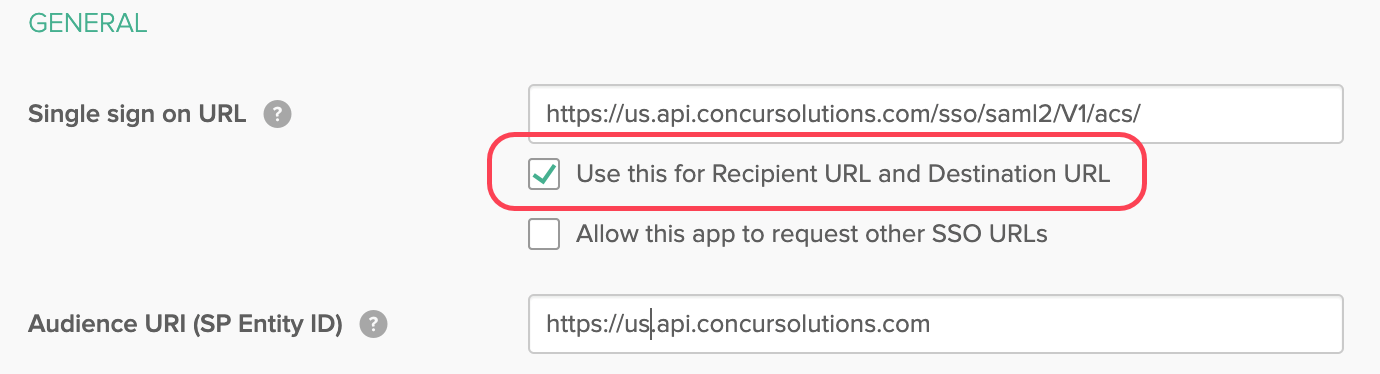 GENERAL
Single sign on URL ? https://us.api.concursolutions.com/sso/saml2/V1/acs/
Use this for Recipient URL and Destination URL
Allow this app to request other SSO URLs
Audience URI (SP Entity ID) ? https://us.api.concursolutions.com